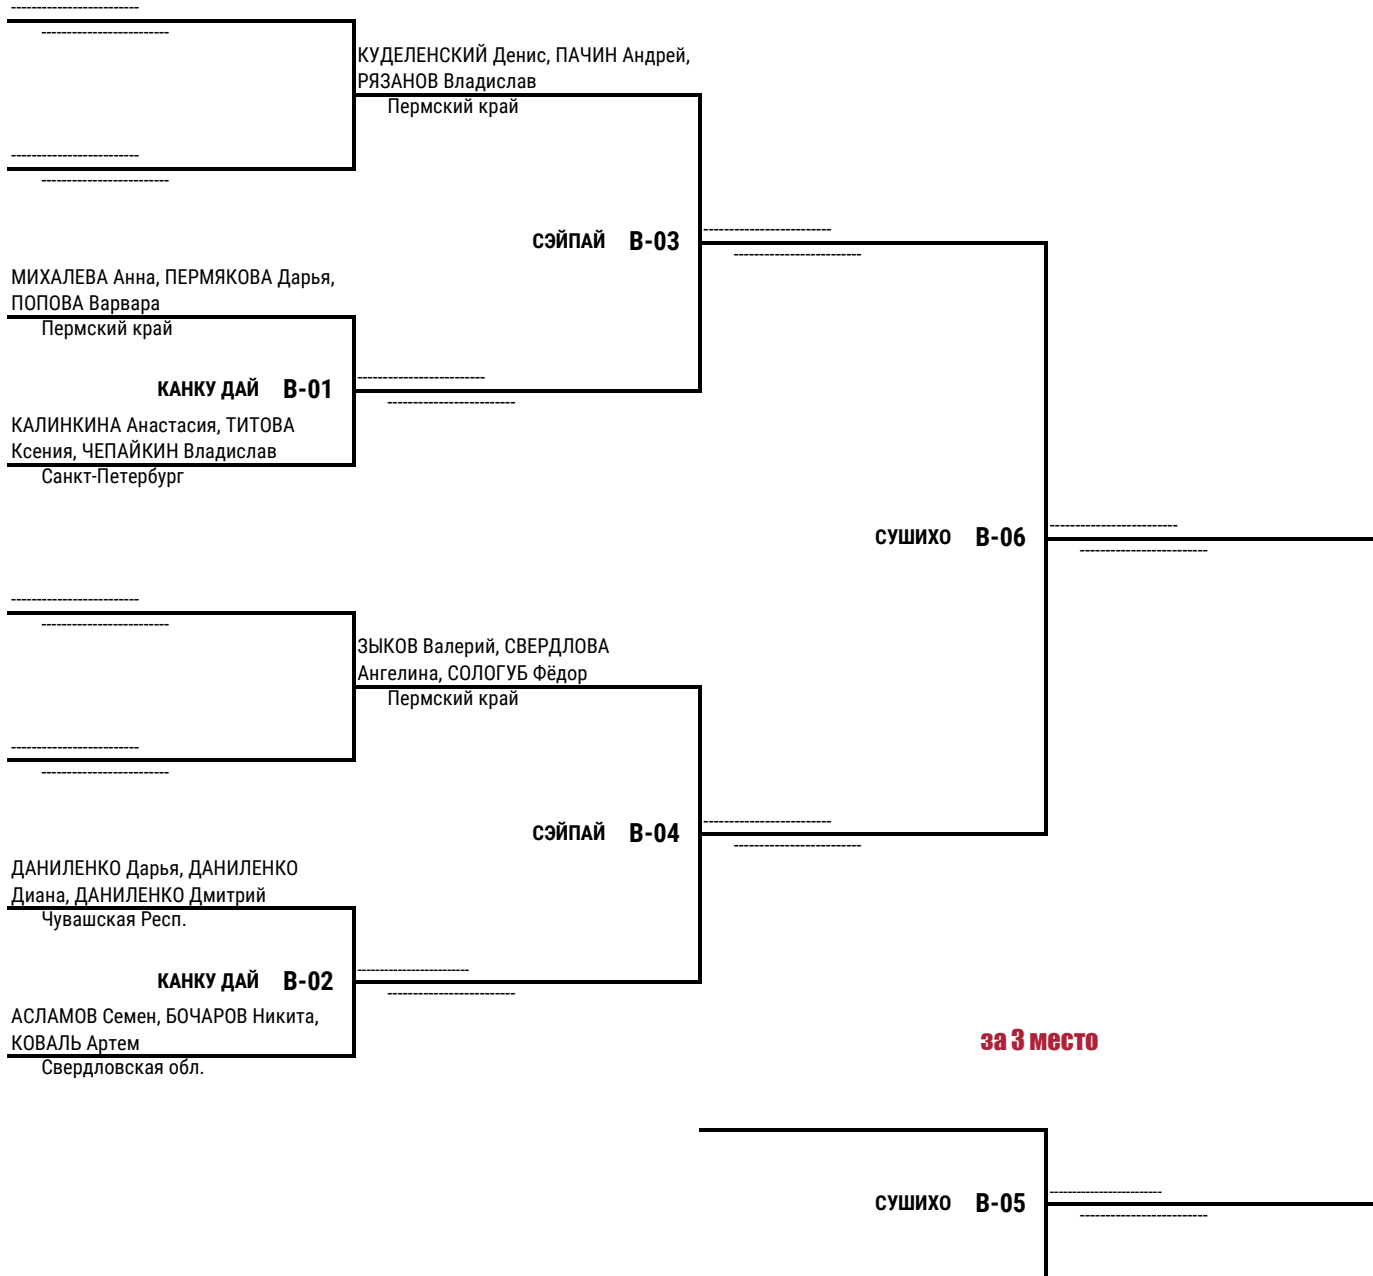 КУДЕЛЕНСКИЙ Денис, ПАЧИН Андрей,
РЯЗАНОВ Владислав
Пермский край
СЭЙПАЙ B-03
МИХАЛЕВА Анна, ПЕРМЯКОВА Дарья,
ПОПОВА Варвара
Пермский край
КАНКУ ДАЙ B-01
КАЛИНКИНА Анастасия, ТИТОВА
Ксения, ЧЕПАЙКИН Владислав
Санкт-Петербург
СУШИХО B-06
ЗЫКОВ Валерий, СВЕРДЛОВА
Ангелина, СОЛОГУБ Фёдор
Пермский край
СЭЙПАЙ B-04
ДАНИЛЕНКО Дарья, ДАНИЛЕНКО
Диана, ДАНИЛЕНКО Дмитрий
Чувашская Респ.
КАНКУ ДАЙ B-02
АСЛАМОВ Семен, БОЧАРОВ Никита,
КОВАЛЬ Артем
Свердловская обл.
за 3 место
СУШИХО B-05